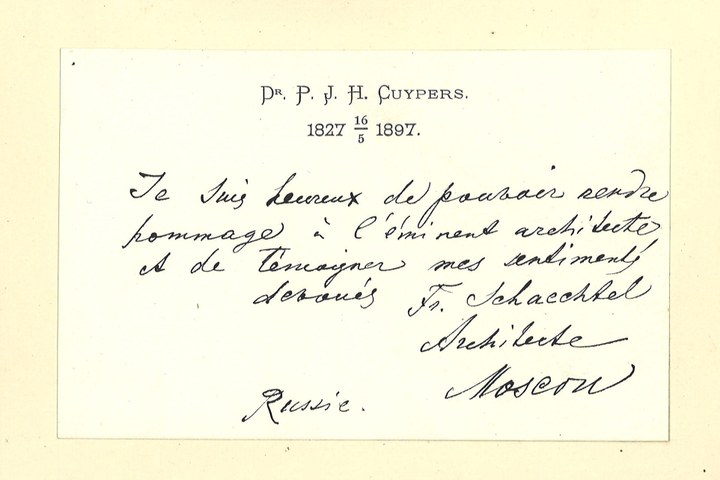 Dr. P. J. H. Cuypers.
1827 16/5 1897.
Je suis heureux de pouvoir rendre
hommage à l'éminent architecte
et de témoigner mes sentiments
dévoués Fr. Schaechtel
Architecte
Moscou
Russie.